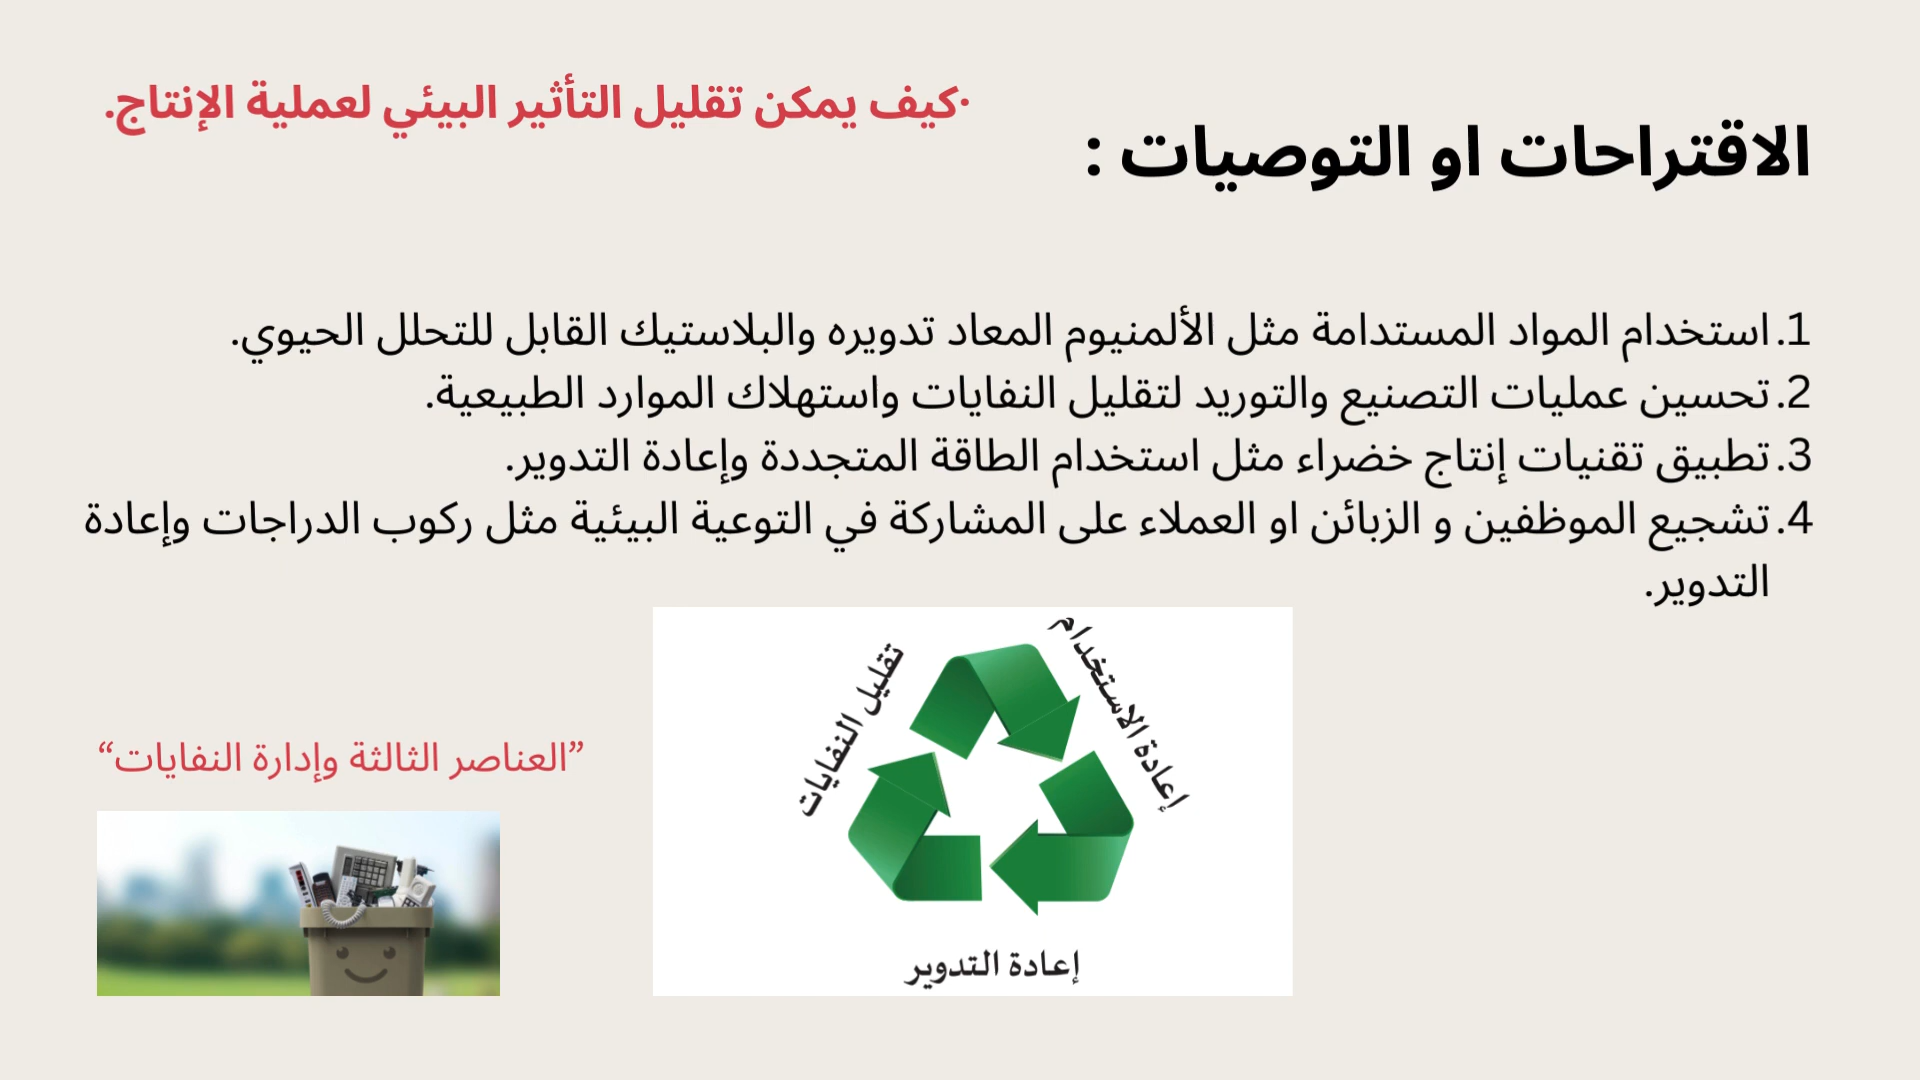 ·كيف يمكن تقليل التأثير البيئي لعملية الإنتاج.
الاقتراحات او التوصيات :
1. استخدام المواد المستدامة مثل الألمنيوم المعاد تدويره والبلاستيك القابل للتحلل الحيوي.
2. تحسين عمليات التصنيع والتوريد لتقليل النفايات واستهلاك الموارد الطبيعية.
3. تطبيق تقنيات إنتاج خضراء مثل استخدام الطاقة المتجددة وإعادة التدوير.
4. تشجيع الموظفين و الزبائن او العملاء على المشاركة في التوعية البيئية مثل ركوب الدراجات وإعادة
التدوير.
إعادة الاستخدام
تقليل النفايات
إعادة التدوير
”العناصر الثالثة وإدارة النفايات“